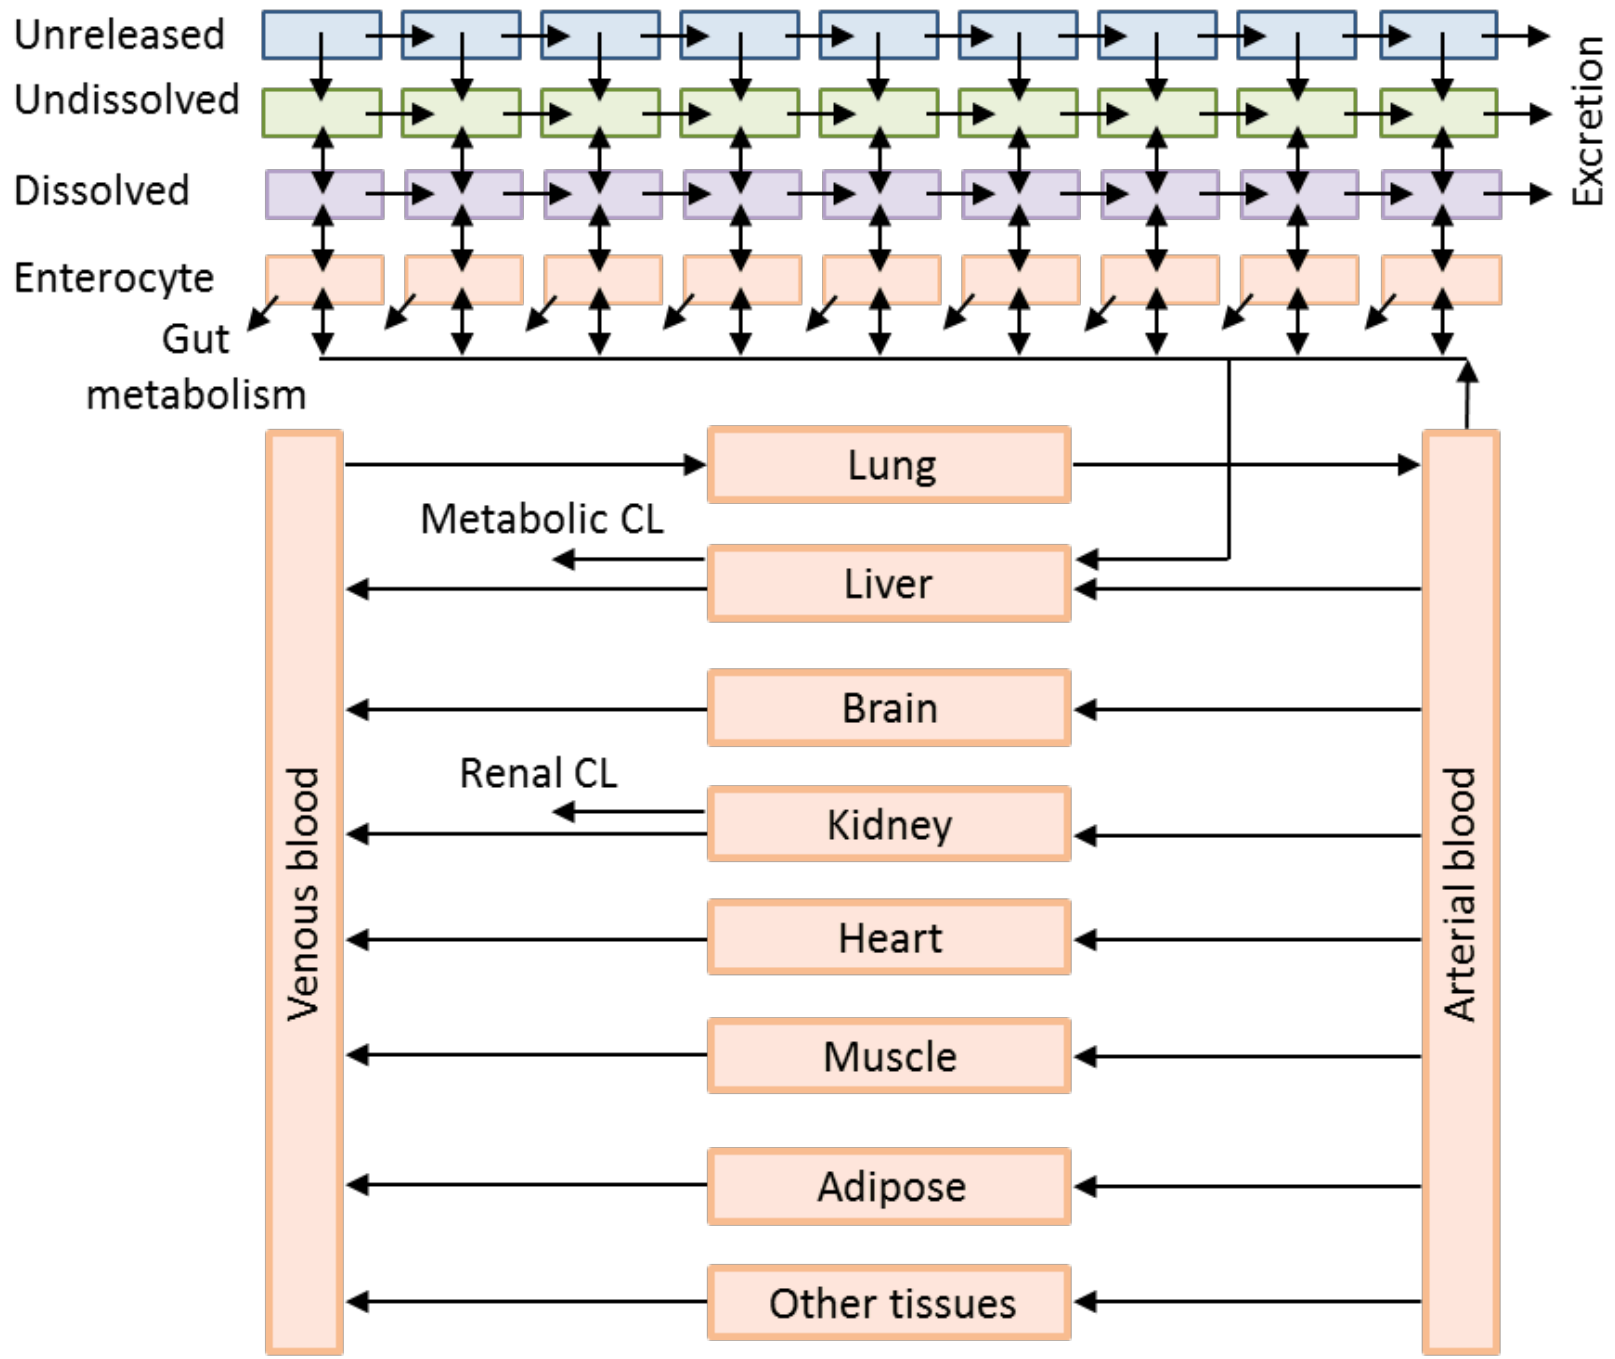 Unreleased
Undissolved
Dissolved
Enterocyte
Gut
metabolism
Excretion
Lung
Metabolic CL
Liver
Brain
Renal CL
Kidney
Heart
Muscle
Adipose
Other tissues
Venous blood
Arterial blood